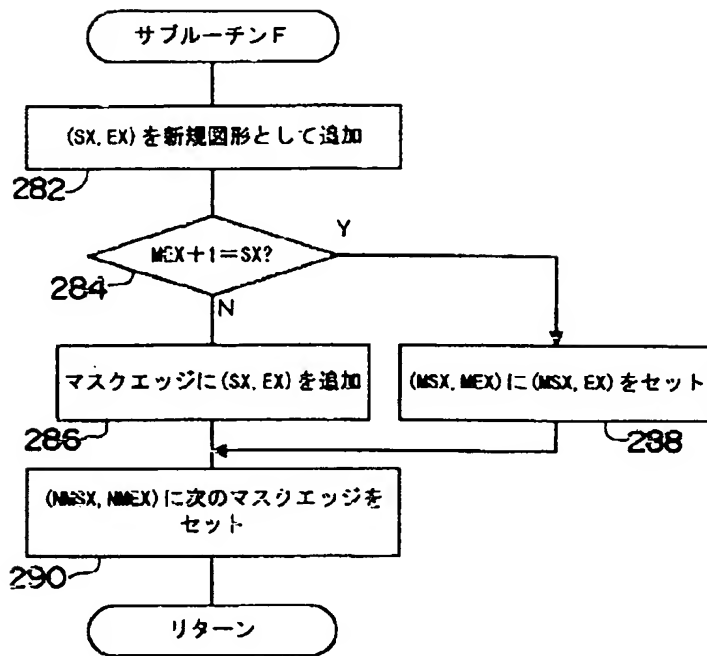 サブルーチンF
(SX, EX)を新規図形として追加
282
MEX+1=SX?
Y
284
N
マスクエッジに(SX, EX)を追加
(MSX, MEX)に(MSX, EX)をセット
286
288
(NMSX, NMEX)に次のマスクエッジを
セット
290
リターン